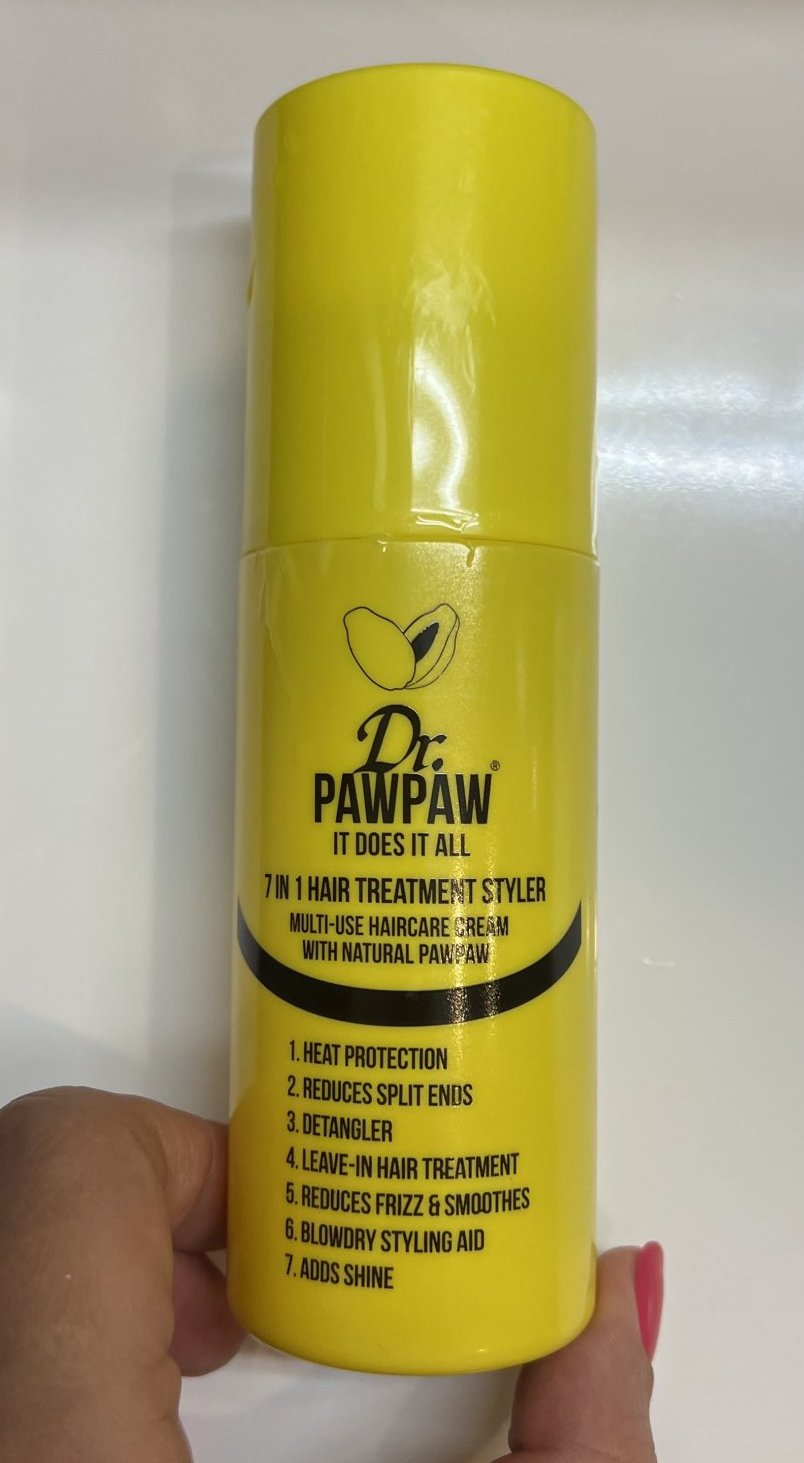 Dr.
PAWPAW®
IT DOES IT ALL
7 IN 1 HAIR TREATMENT STYLER
MULTI-USE HAIRCARE CREAM
WITH NATURAL PAWPAW
1. HEAT PROTECTION
2. REDUCES SPLIT ENDS
3. DETANGLER
4. LEAVE-IN HAIR TREATMENT
5. REDUCES FRIZZ & SMOOTHES
6. BLOWDRY STYLING AID
7. ADDS SHINE